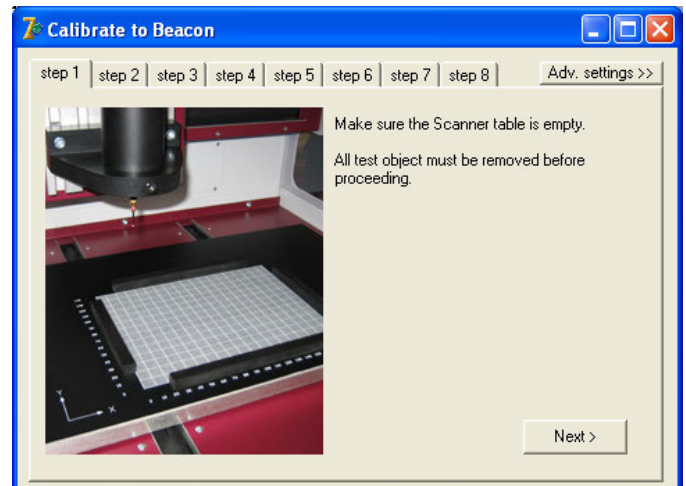 Calibrate to Beacon
step 1 step 2 step 3 step 4 step 5 step 6 step 7 step 8 Adv. settings >>
Make sure the Scanner table is empty.
All test object must be removed before
proceeding.
Y
X
Next >